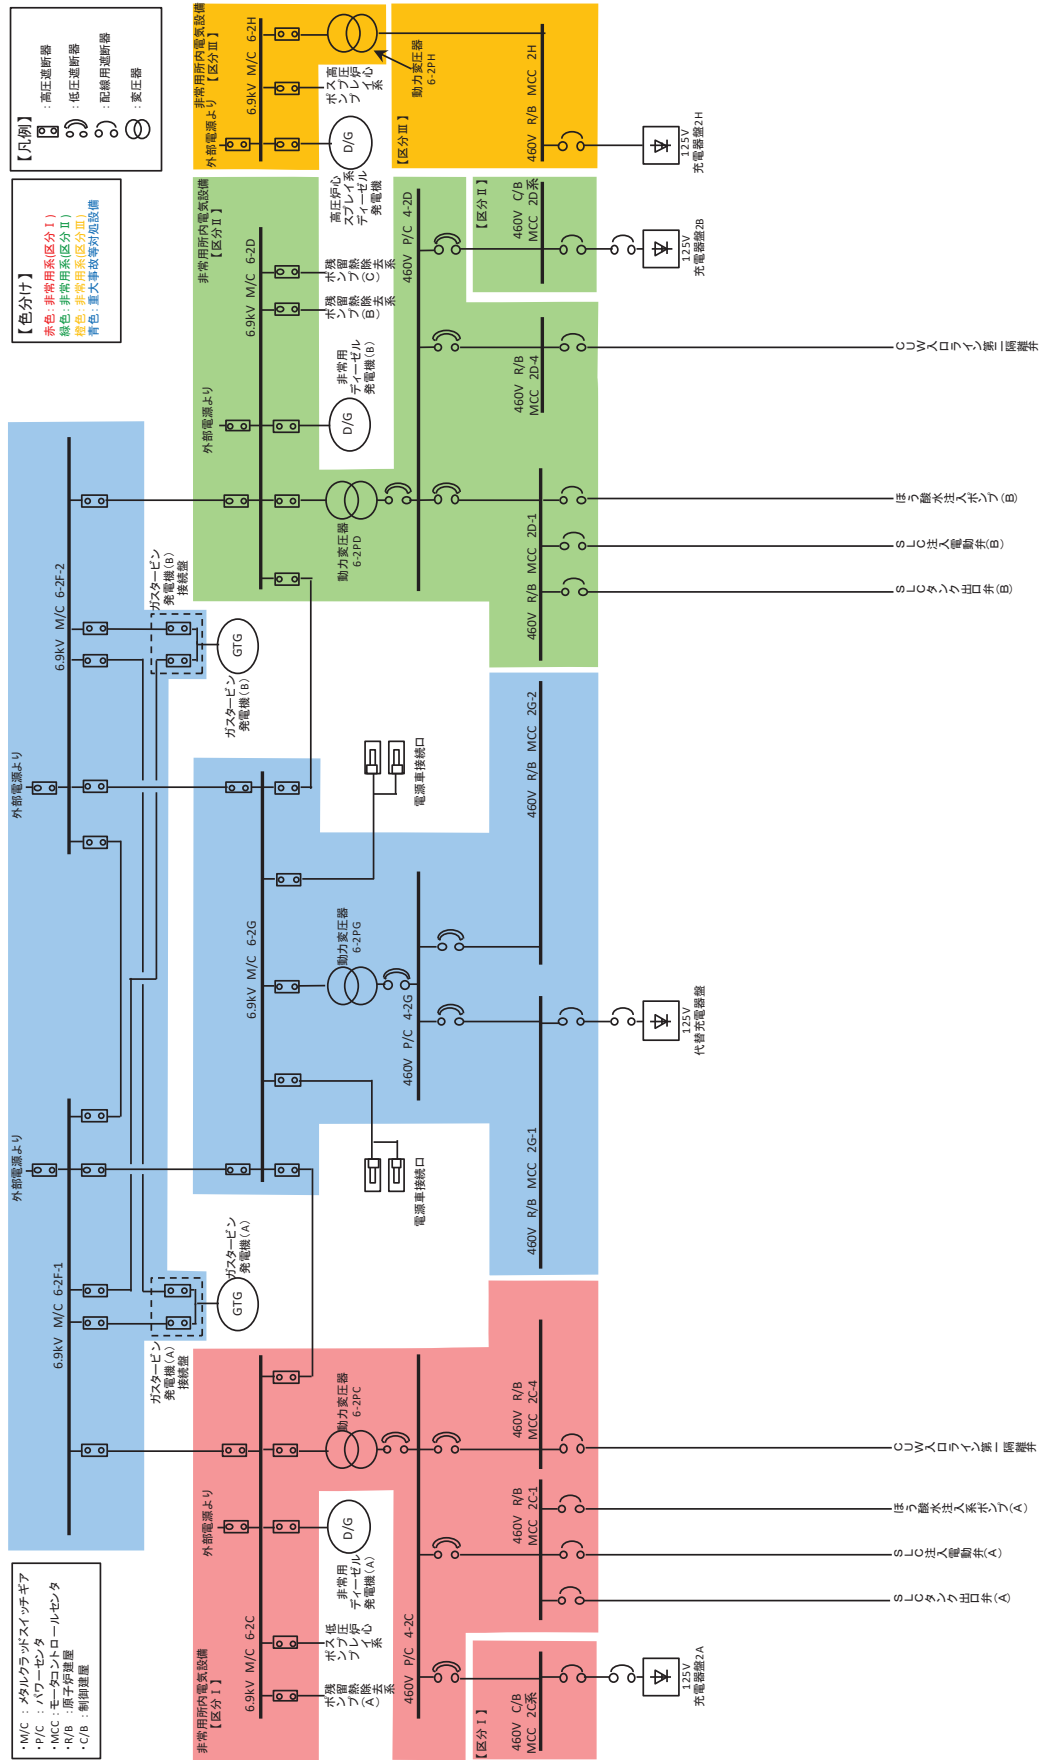 ・M/C : メタルクラッドスイッチギア
・P/C : パワーセンタ
・MCC : モータコントロールセンタ
・R/B : 原子炉建屋
・C/B : 制御建屋
【色分け】
赤色: 非常用系(区分Ⅰ)
緑色: 非常用系(区分Ⅱ)
橙色: 非常用系(区分Ⅲ)
青色: 重大事故等対処設備
【凡例】
: 高圧遮断器
: 低圧遮断器
: 配線用遮断器
: 変圧器
外部電源より
6.9kV M/C 6-2F-1
外部電源より
6.9kV M/C 6-2F-2
ガスタービン
発電機(A)
接続盤
GTG
ガスタービン
発電機(A)
ガスタービン
発電機(B)
接続盤
GTG
ガスタービン
発電機(B)
非常用所内電気設備
【区分Ⅰ】
外部電源より
6.9kV M/C 6-2C
残留熱除去系
ポンプ(A)
低圧炉心
スプレイ系
ポンプ
D/G
非常用
ディーゼル
発電機(A)
動力変圧器
6-2PC
460V P/C 4-2C
【区分Ⅰ】
460V C/B
MCC 2C系
460V R/B
MCC 2C-1
460V R/B
MCC 2C-4
125V
充電器盤2A
SLCタンク出口弁(A)
SLC注入電動弁(A)
ほう酸水注入系ポンプ(A)
CUW入口ライン第一隔離弁
6.9kV M/C 6-2G
電源車接続口
動力変圧器
6-2PG
電源車接続口
460V P/C 4-2G
460V R/B MCC 2G-1
460V R/B MCC 2G-2
125V
代替充電器盤
非常用所内電気設備
【区分Ⅱ】
外部電源より
6.9kV M/C 6-2D
動力変圧器
6-2PD
D/G
非常用
ディーゼル
発電機(B)
残留熱除去系
ポンプ(B)
残留熱除去系
ポンプ(C)
460V P/C 4-2D
460V R/B MCC 2D-1
460V R/B
MCC 2D-4
【区分Ⅱ】
460V C/B
MCC 2D系
125V
充電器盤2B
SLCタンク出口弁(B)
SLC注入電動弁(B)
ほう酸水注入ポンプ(B)
CUW入口ライン第二隔離弁
非常用所内電気設備
【区分Ⅲ】
外部電源より
6.9kV M/C 6-2H
D/G
高圧炉心
スプレイ系
ディーゼル
発電機
高圧炉心
スプレイ系
ポンプ
動力変圧器
6-2PH
【区分Ⅲ】
460V R/B MCC 2H
125V
充電器盤2H